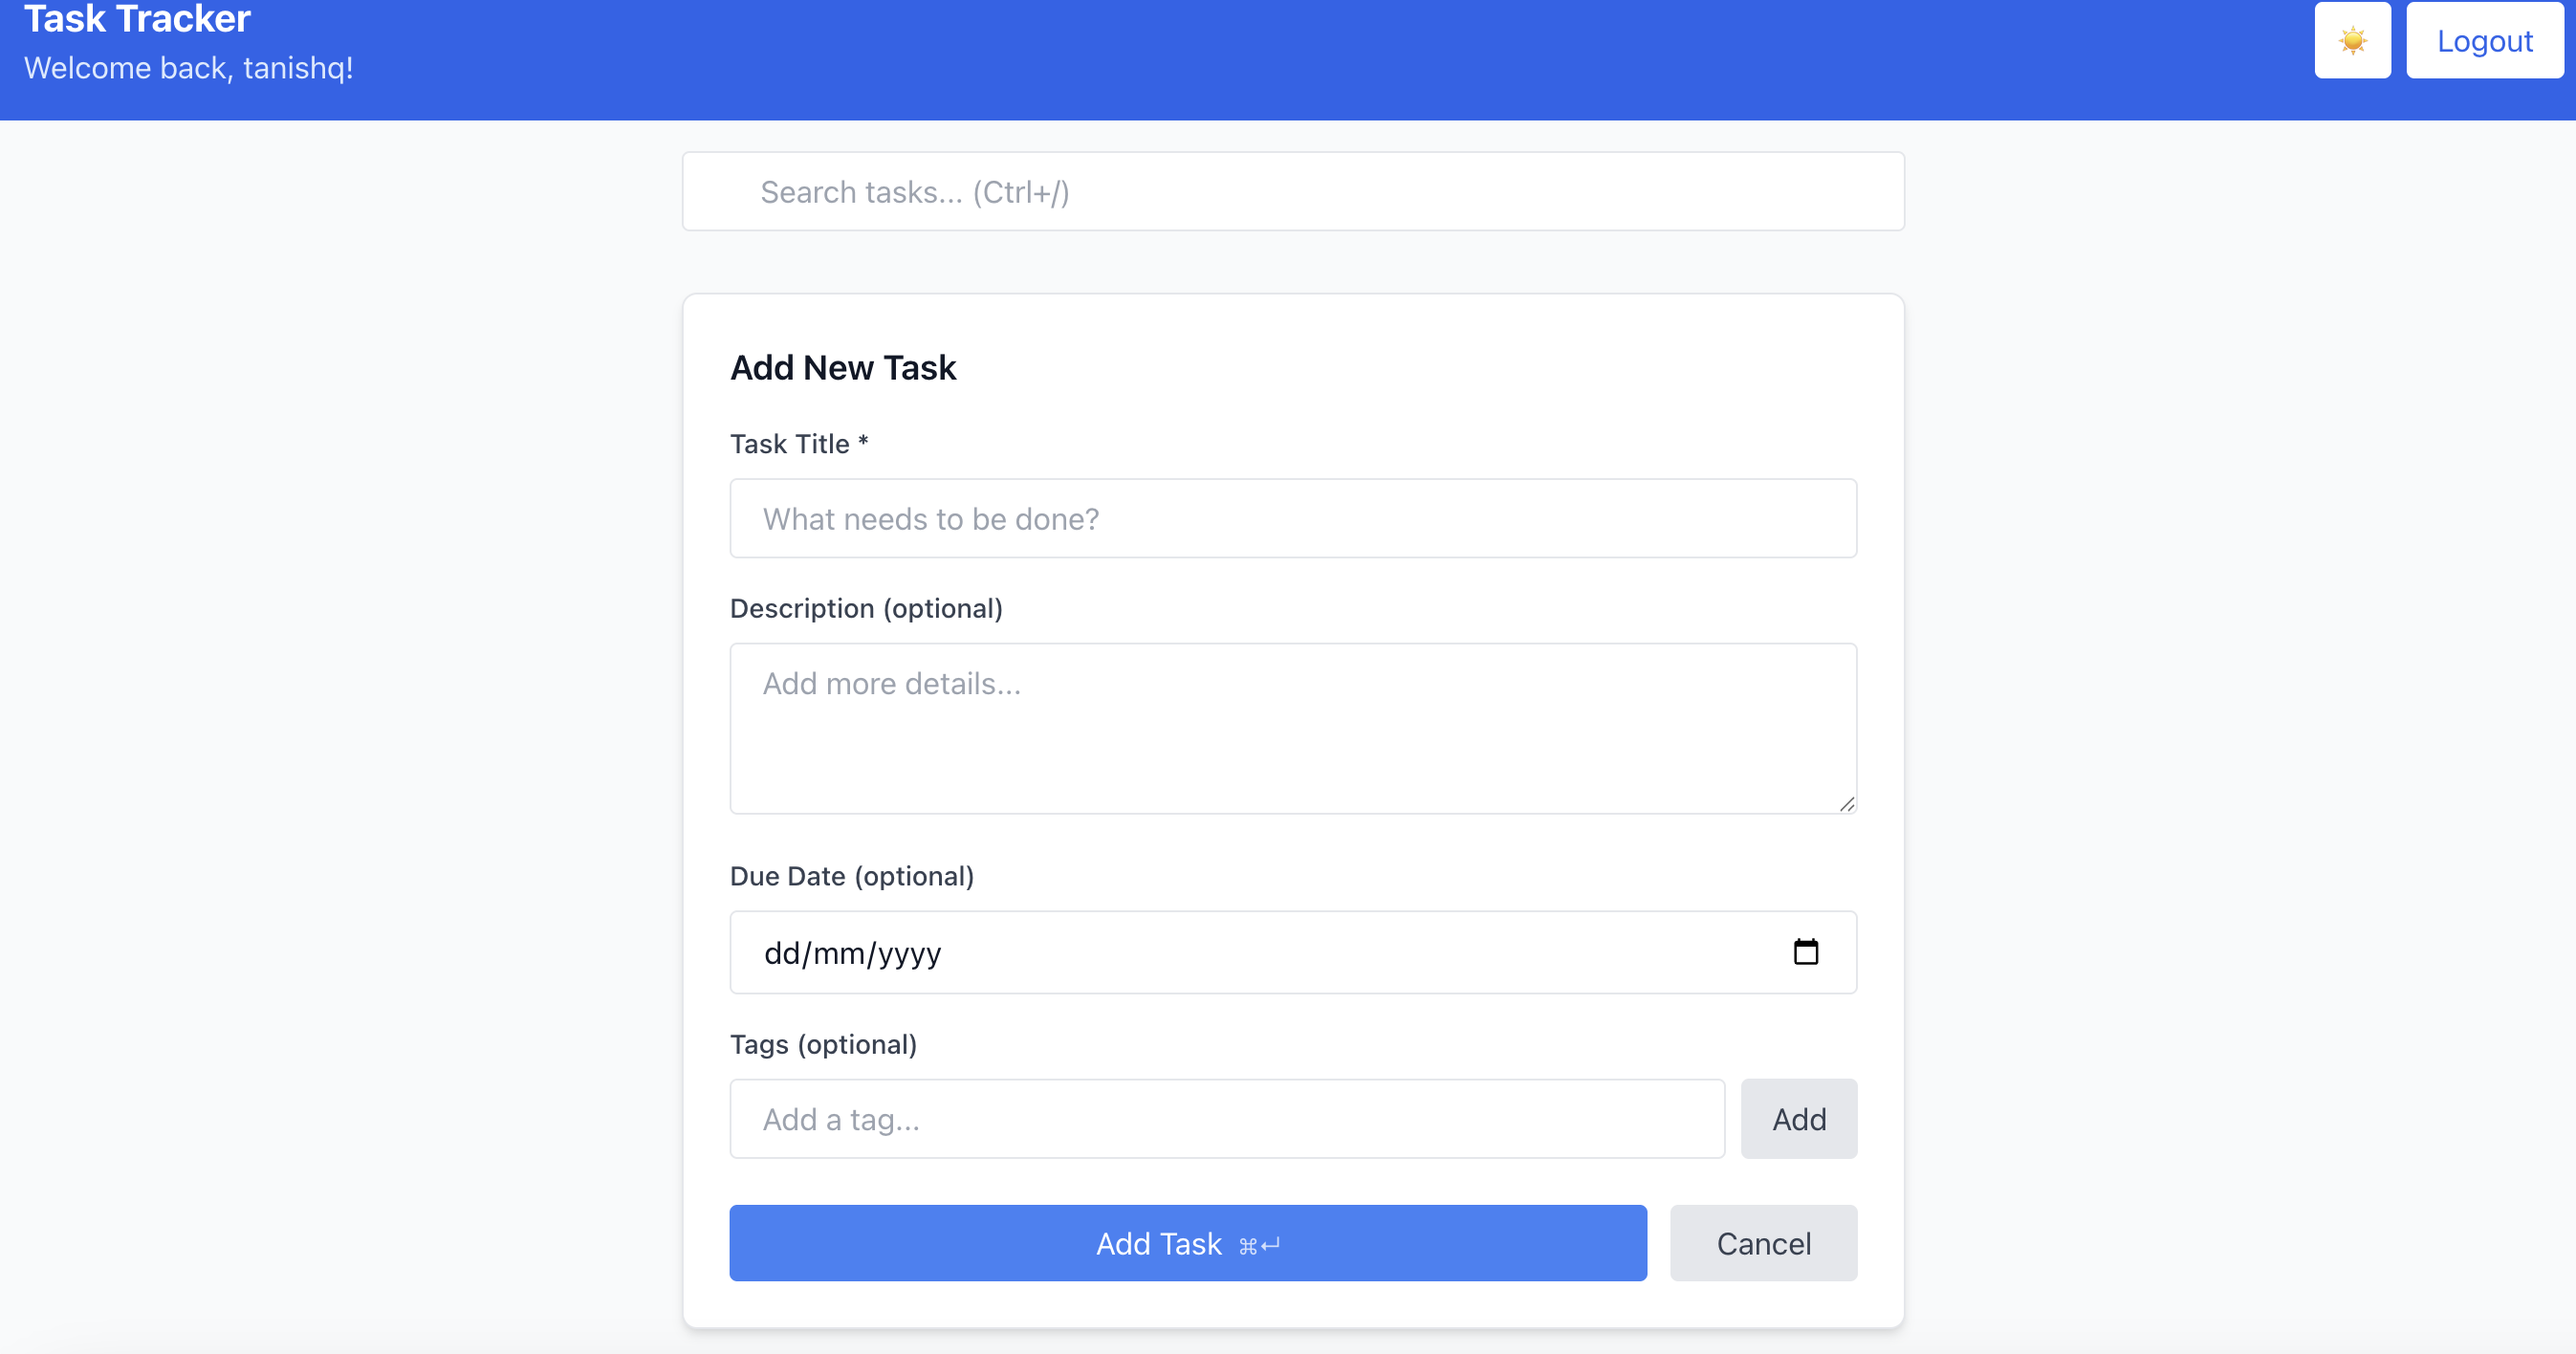 Task Tracker
Welcome back, tanishq!
Logout
Search tasks... (Ctrl+/)
Add New Task
Task Title *
What needs to be done?
Description (optional)
Add more details...
Due Date (optional)
dd/mm/yyyy
Tags (optional)
Add a tag...
Add
Add Task ⌘↵
Cancel